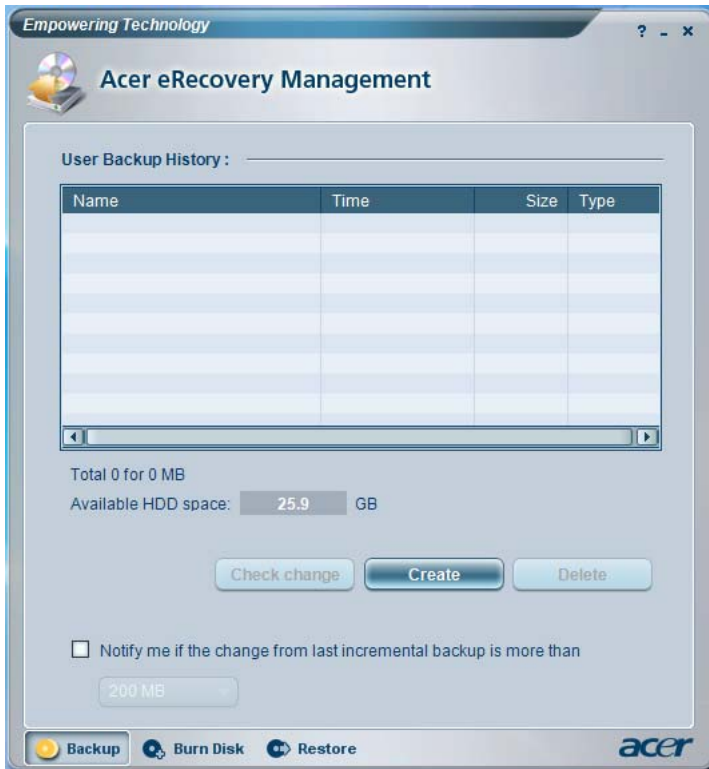 Empowering Technology
? - x
Acer eRecovery Management
User Backup History :
Name Time Size Type
Total 0 for 0 MB
Available HDD space: 25.9 GB
Check change Create Delete
Notify me if the change from last incremental backup is more than
200 MB
Backup Burn Disk Restore acer